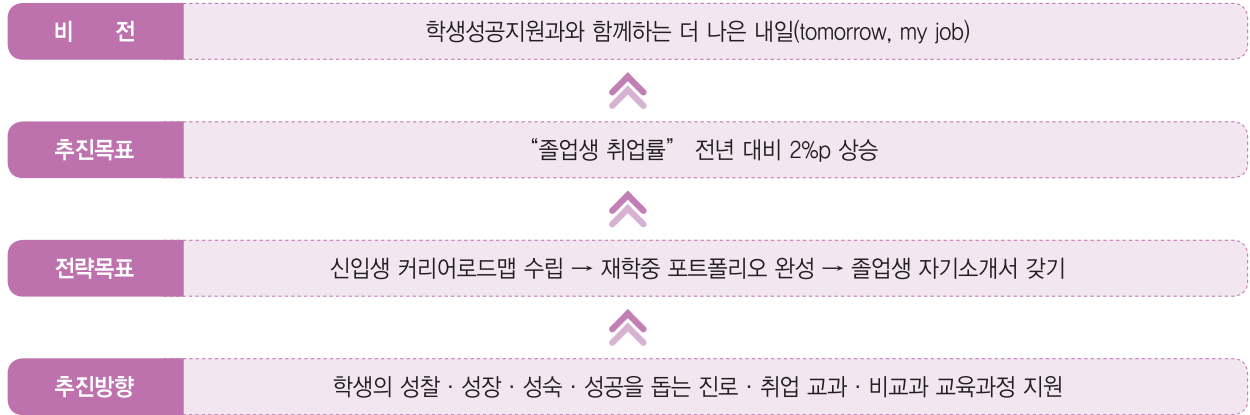 비 전
학생성공지원과와 함께하는 더 나은 내일(tomorrow, my job)
추진목표
“졸업생 취업률” 전년 대비 2%p 상승
전략목표
신입생 커리어로드맵 수립 → 재학중 포트폴리오 완성 → 졸업생 자기소개서 갖기
추진방향
학생의 성찰 · 성장 · 성숙 · 성공을 돕는 진로 · 취업 교과 · 비교과 교육과정 지원